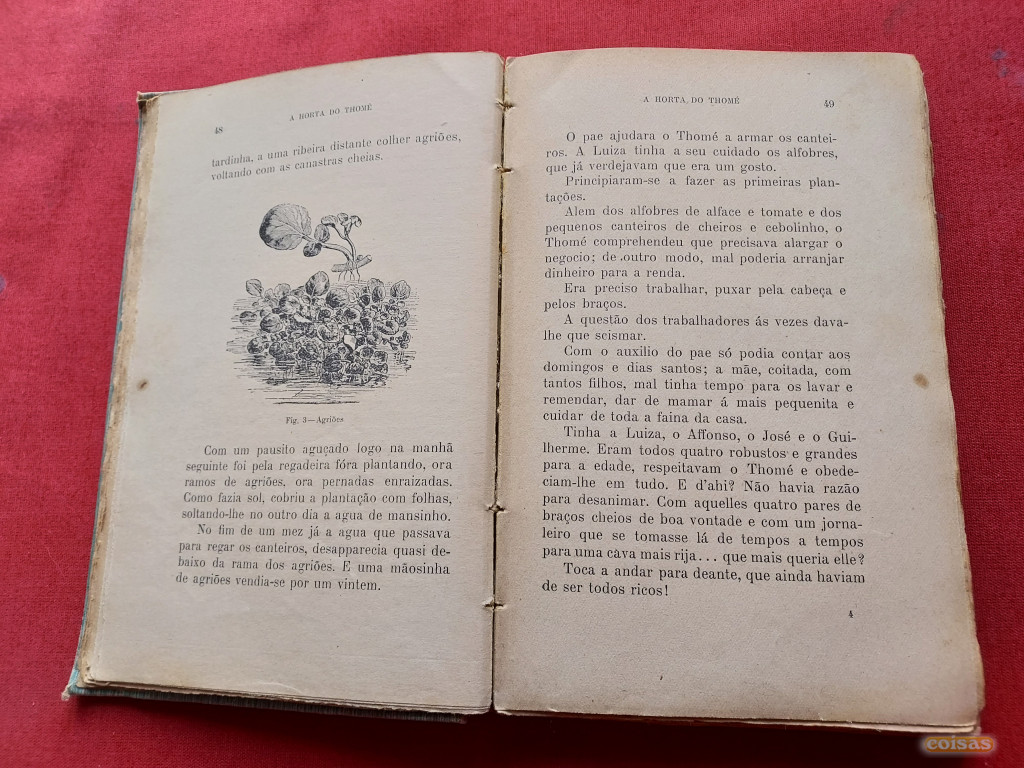 48
A HORTA DO THOMÉ
tardinha, a uma ribeira distante colher agriões,
voltando com as canastras cheias.
Fig. 3—Agriões
Com um pausito aguçado logo na manhã
seguinte foi pela regadeira fóra plantando, ora
ramos de agriões, ora pernadas enraizadas.
Como fazia sol, cobriu a plantação com folhas,
soltando-lhe no outro dia a agua de mansinho.
No fim de um mez já a agua que passava
para regar os canteiros, desapparecia quasi de-
baixo da rama dos agriões. E uma mãosinha
de agriões vendia-se por um vintem.
A HORTA DO THOMÉ
49
O pae ajudara o Thomé a armar os cantei-
ros. A Luiza tinha a seu cuidado os alfobres,
que já verdejavam que era um gosto.
Principiaram-se a fazer as primeiras plan-
tações.
Alem dos alfobres de alface e tomate e dos
pequenos canteiros de cheiros e cebolinho, o
Thomé comprehendeu que precisava alargar o
negocio; de outro modo, mal poderia arranjar
dinheiro para a renda.
Era preciso trabalhar, puxar pela cabeça e
pelos braços.
A questão dos trabalhadores ás vezes dava-
lhe que seismar.
Com o auxilio do pae só podia contar aos
domingos e dias santos; a mãe, coitada, com
tantos filhos, mal tinha tempo para os lavar e
remendar, dar de mamar á mais pequenita e
cuidar de toda a faina da casa.
Tinha a Luiza, o Affonso, o José e o Gui-
lherme. Eram todos quatro robustos e grandes
para a edade, respeitavam o Thomé e obede-
ciam-lhe em tudo. E d'ahi? Não havia razão
para desanimar. Com aquelles quatro pares de
braços cheios de boa vontade e com um jorna-
leiro que se tomasse lá de tempos a tempos
para uma cava mais rija... que mais queria elle?
Toca a andar para deante, que ainda haviam
de ser todos ricos!
4
coisas